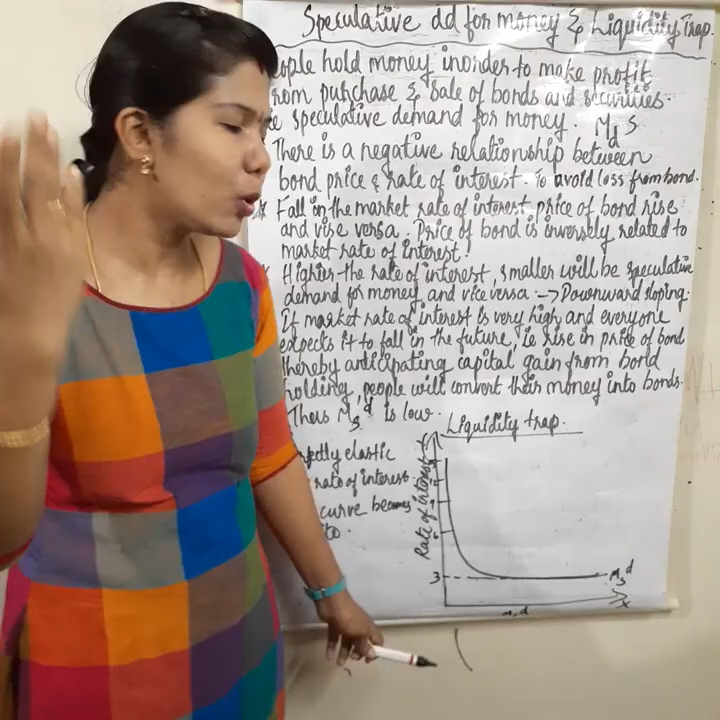 Speculative dd for money & Liquidity Trap.
ople hold money inorder to make profit
rom purchase & sale of bonds and securities.
e speculative demand for money. MdS
There is a negative relationship between
bond price & rate of interest. To avoid loss from bond.
* Fall in the market rate of interest, price of bond rise
and vise versa. Price of bond is inversly related to
market rate of interest.
Higher the rate of interest, smaller will be speculative
demand for money and vice versa. -> Downward sloping.
If market rate of interest is very high and everyone
expects it to fall in the future, ie rise in price of bond
thereby anticipating capital gain from bond
holding, people will convert their money into bonds.
Thers Msd is low.
Liquidity trap.
fectly elastic
rate of interest
curve becomes
to.
Rate of interest
3
Msd
X